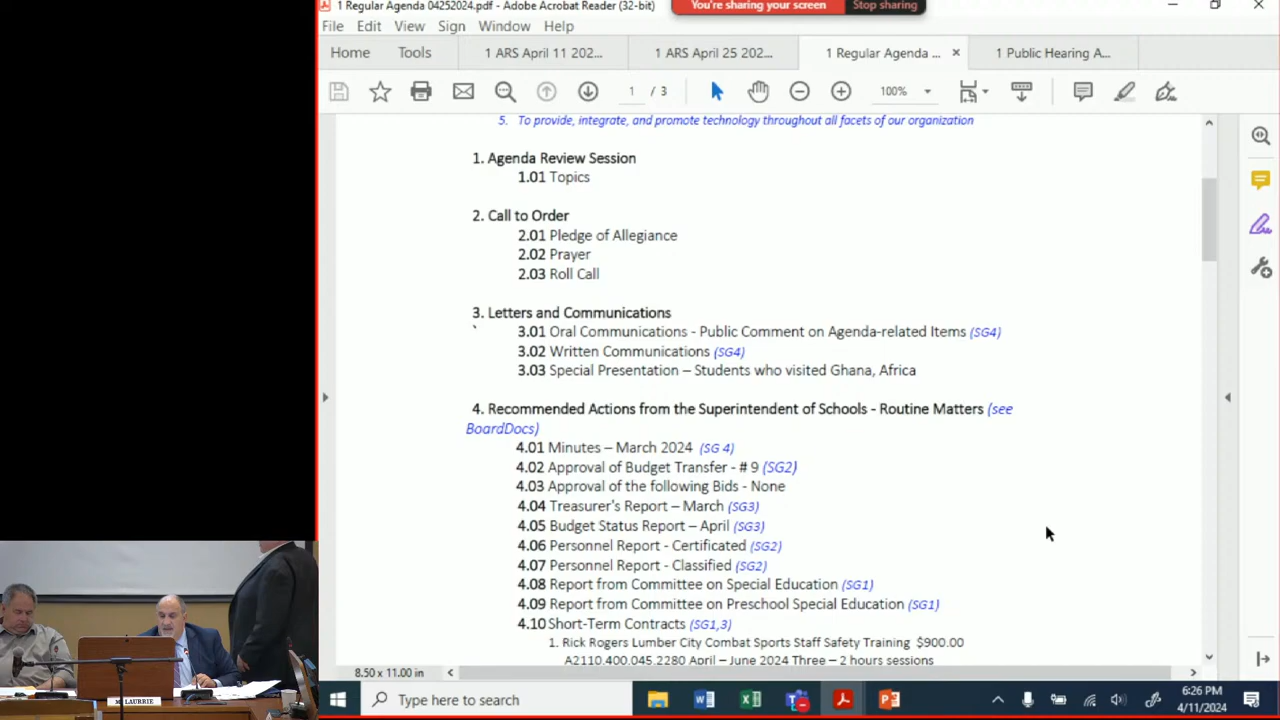 1 Regular Agenda 04252024.pdf - Adobe Acrobat Reader (32-bit)
You're sharing your screen
Stop sharing
File Edit View Sign Window Help
Home Tools 1 ARS April 11 202... 1 ARS April 25 202... 1 Regular Agenda ... × 1 Public Hearing A...
1 / 3 100%
5. To provide, integrate, and promote technology throughout all facets of our organization
1. Agenda Review Session
1.01 Topics
2. Call to Order
2.01 Pledge of Allegiance
2.02 Prayer
2.03 Roll Call
3. Letters and Communications
` 3.01 Oral Communications - Public Comment on Agenda-related Items (SG4)
3.02 Written Communications (SG4)
3.03 Special Presentation – Students who visited Ghana, Africa
4. Recommended Actions from the Superintendent of Schools - Routine Matters (see
BoardDocs)
4.01 Minutes – March 2024 (SG 4)
4.02 Approval of Budget Transfer - # 9 (SG2)
4.03 Approval of the following Bids - None
4.04 Treasurer's Report – March (SG3)
4.05 Budget Status Report – April (SG3)
4.06 Personnel Report - Certificated (SG2)
4.07 Personnel Report - Classified (SG2)
4.08 Report from Committee on Special Education (SG1)
4.09 Report from Committee on Preschool Special Education (SG1)
4.10 Short-Term Contracts (SG1,3)
1. Rick Rogers Lumber City Combat Sports Staff Safety Training $900.00
A2110.400.045.2280 April – June 2024 Three – 2 hours sessions
8.50 x 11.00 in
M. LAURRIE
Type here to search
6:26 PM
4/11/2024